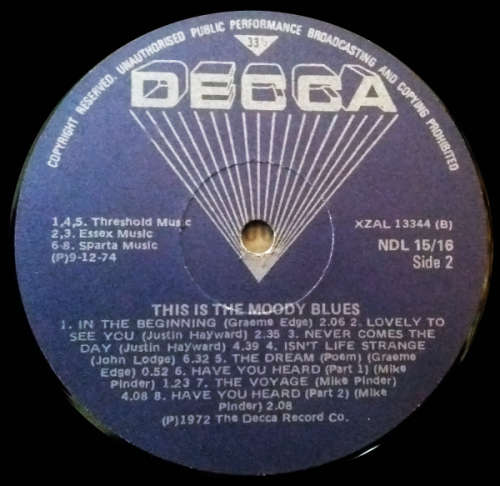 COPYRIGHT RESERVED. UNAUTHORISED PUBLIC PERFORMANCE BROADCASTING AND COPYING PROHIBITED
33⅓
DECCA
1,4,5. Threshold Music
2,3. Essex Music
6-8. Sparta Music
(P)9-12-74
XZAL 13344 (B)
NDL 15/16
Side 2
THIS IS THE MOODY BLUES
1. IN THE BEGINNING (Graeme Edge) 2.06 2. LOVELY TO
SEE YOU (Justin Hayward) 2.35 3. NEVER COMES THE
DAY (Justin Hayward) 4.39 4. ISN'T LIFE STRANGE
(John Lodge) 6.32 5. THE DREAM (Poem) (Graeme
Edge) 0.52 6. HAVE YOU HEARD (Part 1) (Mike
Pinder) 1.23 7. THE VOYAGE (Mike Pinder)
4.08 8. HAVE YOU HEARD (Part 2) (Mike
Pinder) 2.08
(P)1972 The Decca Record Co.